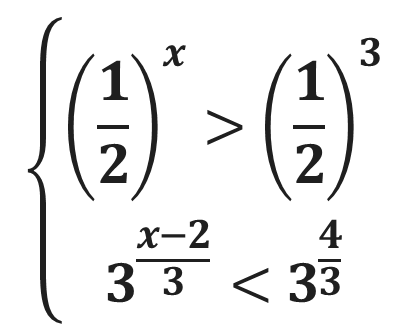 (1/2)^x > (1/2)^3
3^((x−2)/3) < 3^(4/3)